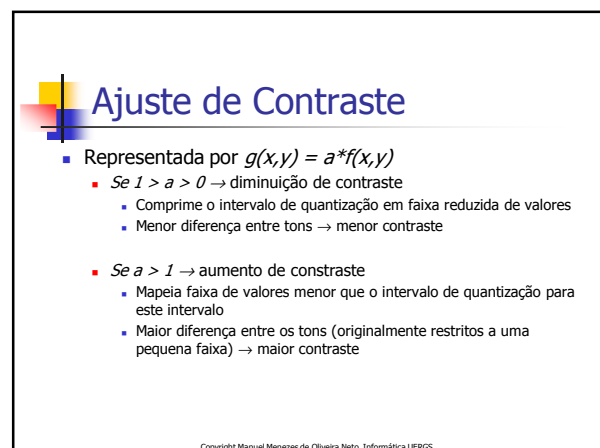 Ajuste de Contraste
Representada por g(x,y) = a*f(x,y)
Se 1 > a > 0 → diminuição de contraste
Comprime o intervalo de quantização em faixa reduzida de valores
Menor diferença entre tons → menor contraste
Se a > 1 → aumento de constraste
Mapeia faixa de valores menor que o intervalo de quantização para
este intervalo
Maior diferença entre os tons (originalmente restritos a uma
pequena faixa) → maior contraste
Copyright Manuel Menezes de Oliveira Neto, Informática UFRGS